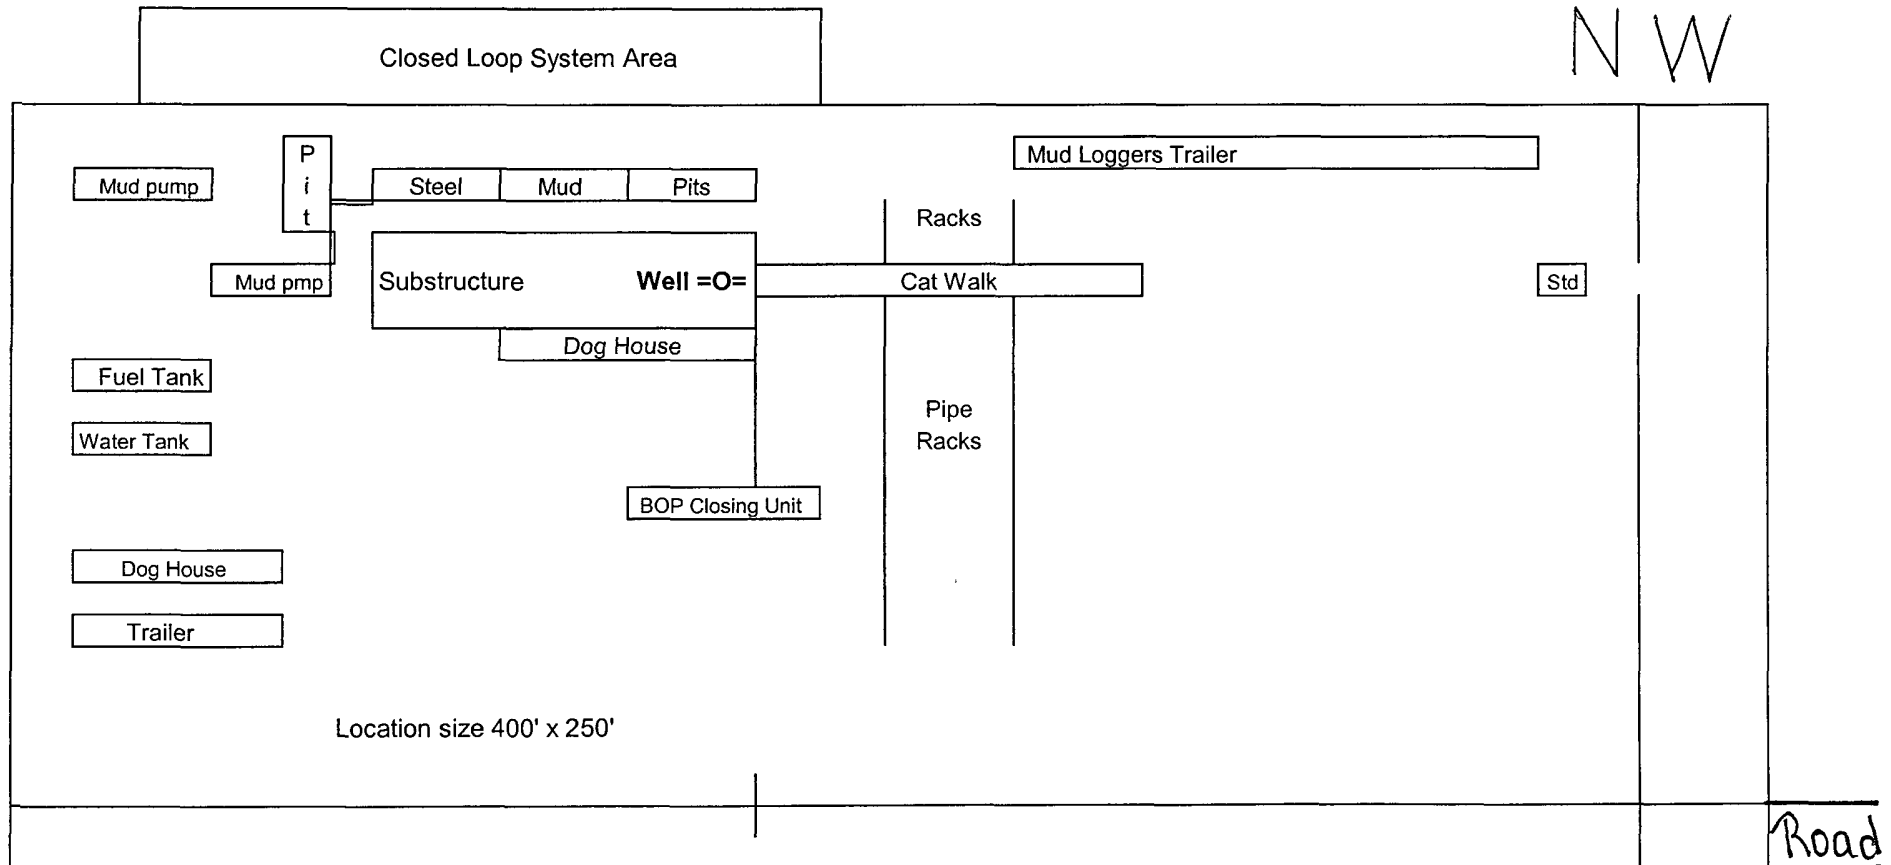 Closed Loop System Area
N W
Mud Loggers Trailer
Pit
Mud pump
Steel Mud Pits
Racks
Mud pmp
Substructure Well =O=
Cat Walk
Std
Dog House
Fuel Tank
Pipe
Racks
Water Tank
BOP Closing Unit
Dog House
Trailer
Location size 400' x 250'
Road